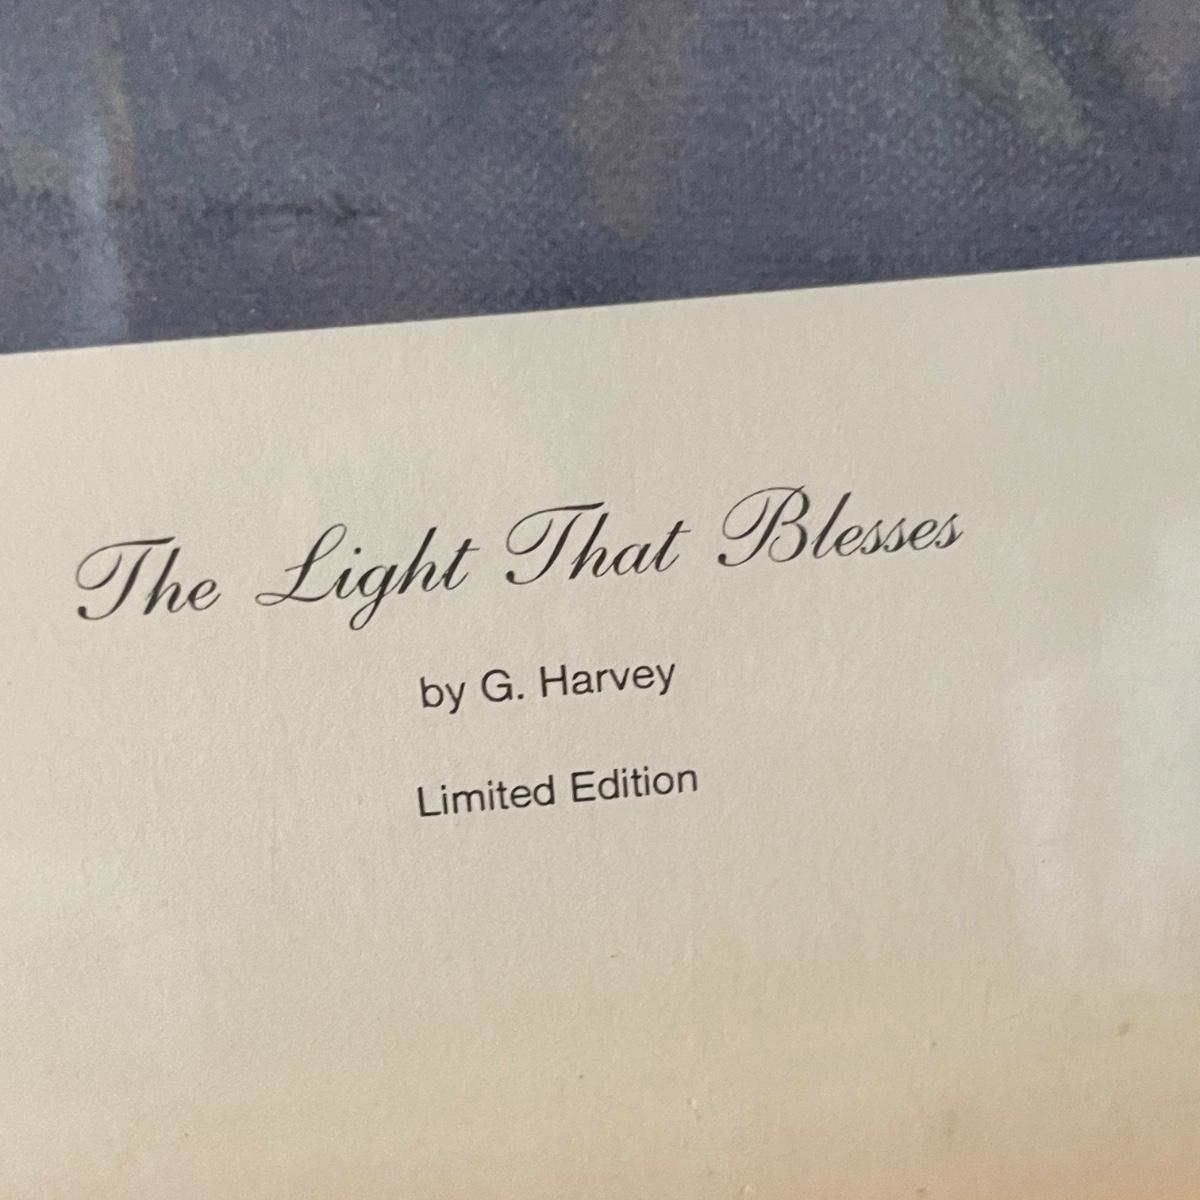 The Light That Blesses
by G. Harvey
Limited Edition